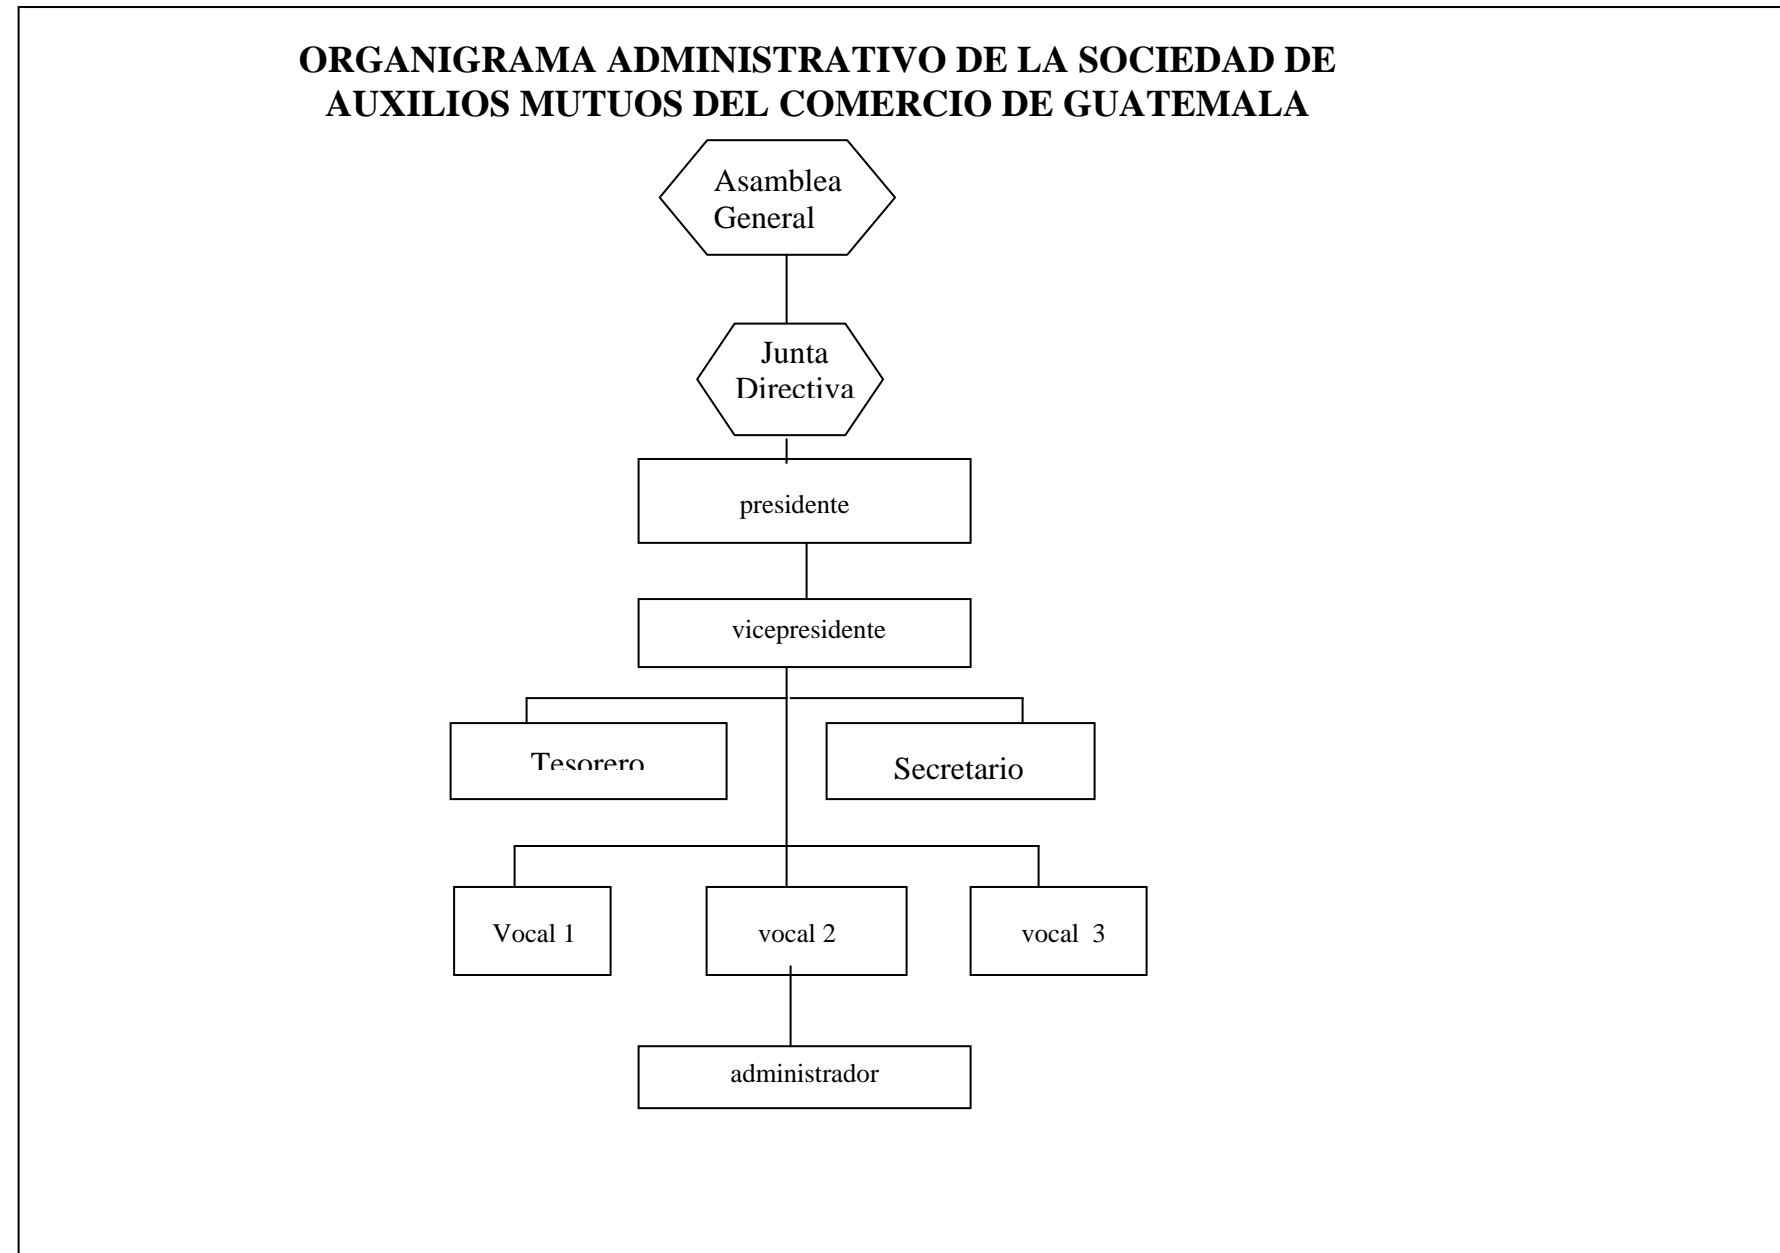 ORGANIGRAMA ADMINISTRATIVO DE LA SOCIEDAD DE
AUXILIOS MUTUOS DEL COMERCIO DE GUATEMALA
Asamblea
General
Junta
Directiva
presidente
vicepresidente
Tesorero
Secretario
Vocal 1
vocal 2
vocal  3
administrador